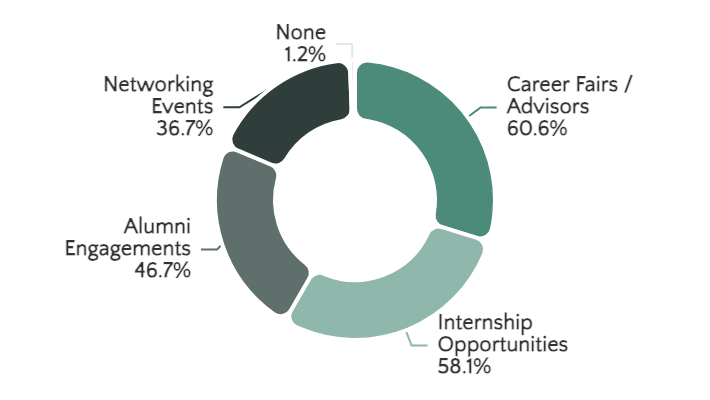 None
1.2%
Career Fairs /
Advisors
60.6%
Internship
Opportunities
58.1%
Alumni
Engagements
46.7%
Networking
Events
36.7%